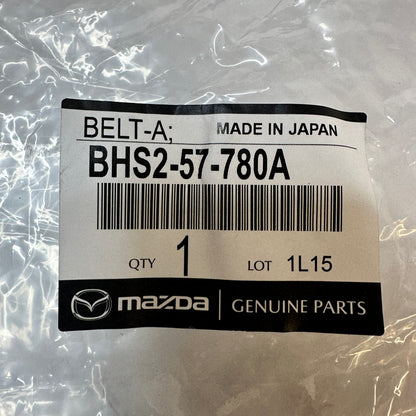 BELT-A; MADE IN JAPAN
BHS2-57-780A
QTY 1 LOT 1L15
mazda GENUINE PARTS